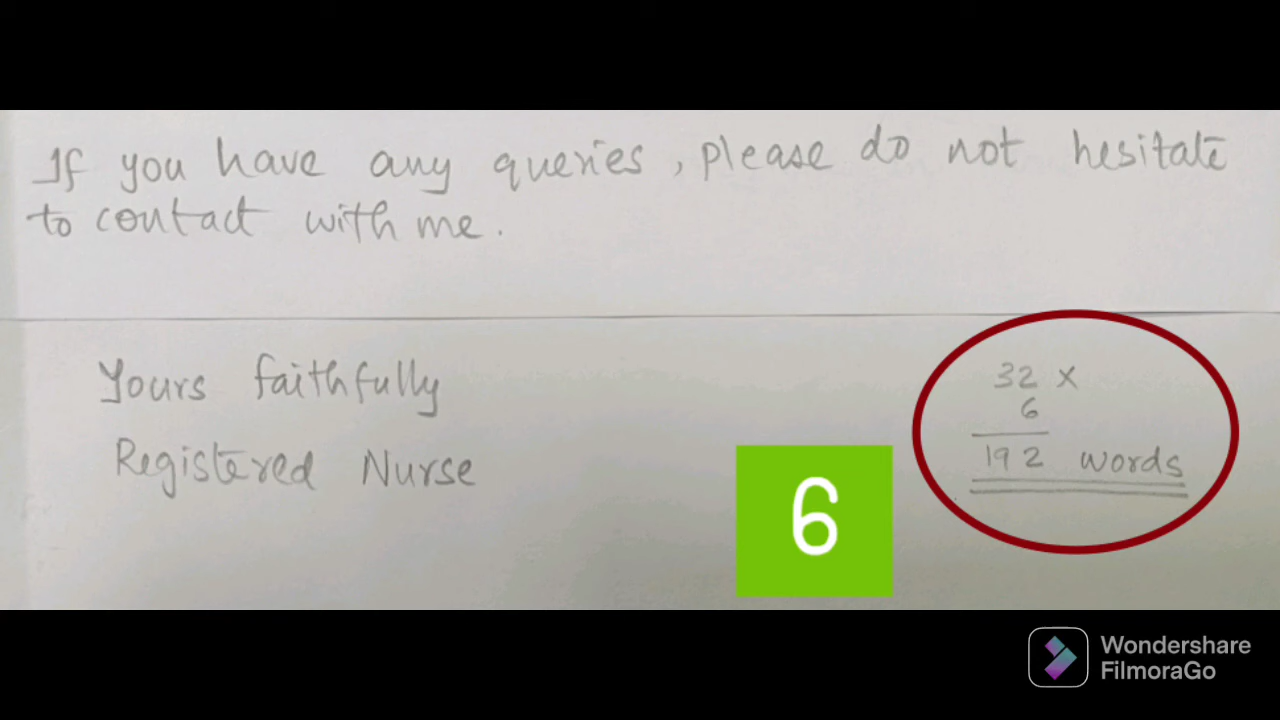 If you have any queries, please do not hesitate
to contact with me.
Yours faithfully
Registered Nurse
32 x
6
192 words
6
Wondershare
FilmoraGo